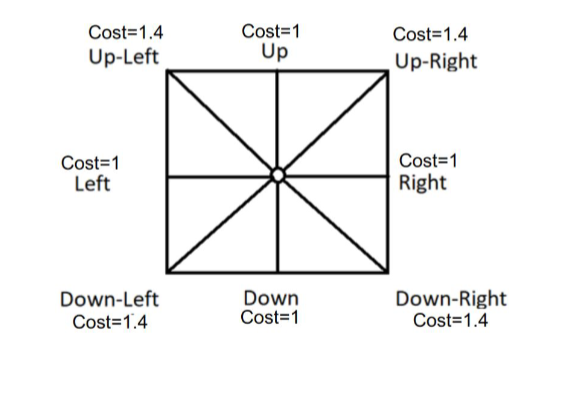 Cost=1.4
Up-Left
Cost=1
Up
Cost=1.4
Up-Right
Cost=1
Left
Cost=1
Right
Down-Left
Cost=1.4
Down
Cost=1
Down-Right
Cost=1.4